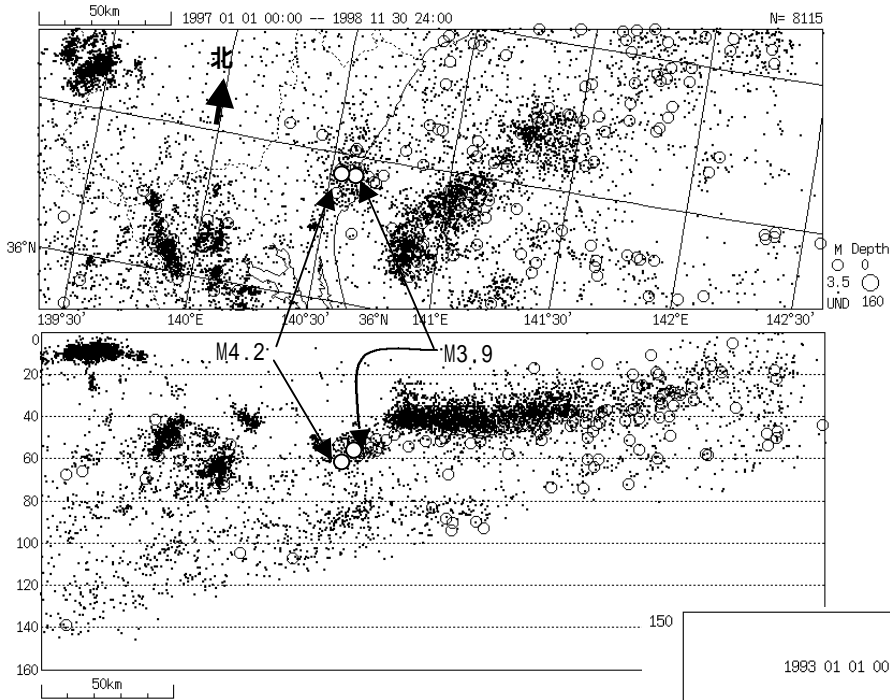 50km
1997 01 01 00:00 -- 1998 11 30 24:00
N= 8115
北
36°N
M Depth
0
3.5
UND 160
139°30' 140°E 140°30' 36°N 141°E 141°30' 142°E 142°30'
0
M4.2
M3.9
20
40
60
80
100
120
140
160
150
1993 01 01 00
50km